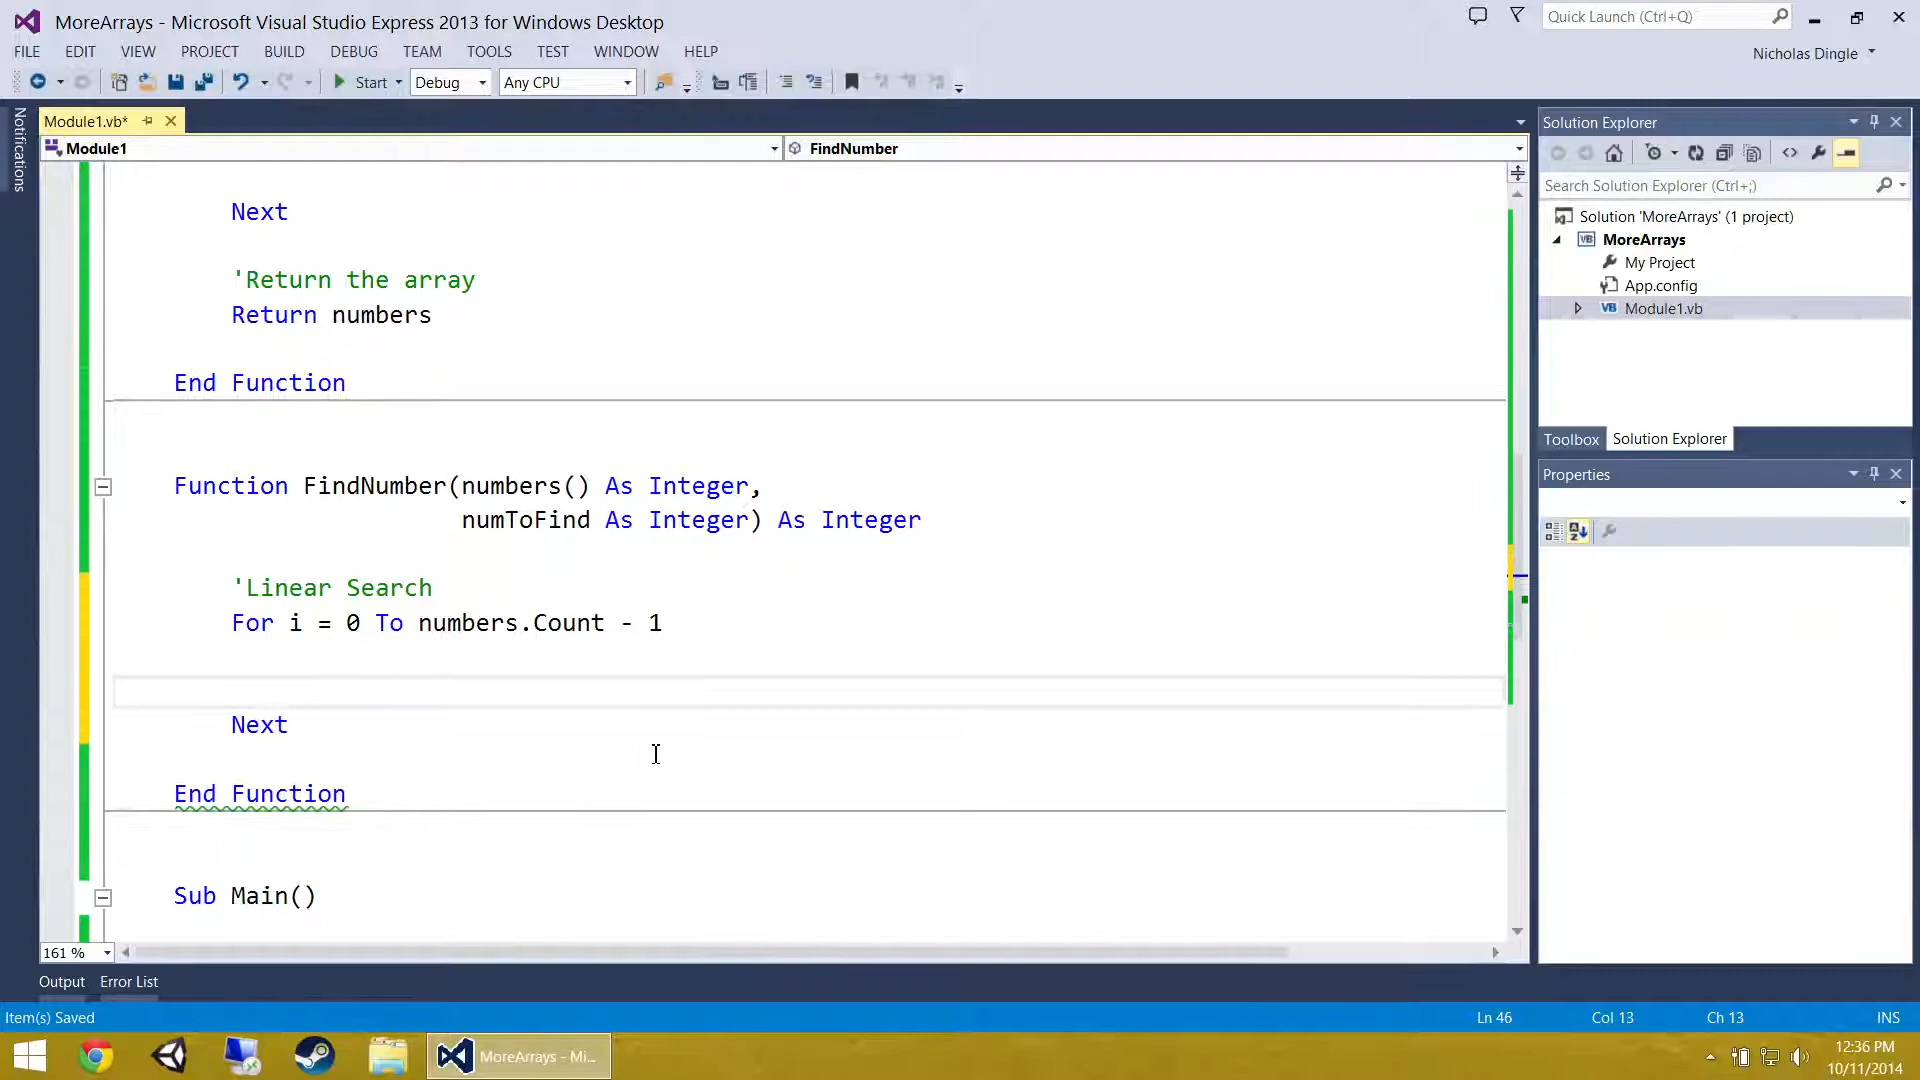 MoreArrays - Microsoft Visual Studio Express 2013 for Windows Desktop
Quick Launch (Ctrl+Q)
FILE EDIT VIEW PROJECT BUILD DEBUG TEAM TOOLS TEST WINDOW HELP
Nicholas Dingle
Start Debug Any CPU
Notifications
Module1.vb*
Module1
FindNumber
Next
'Return the array
Return numbers
End Function
Function FindNumber(numbers() As Integer,
numToFind As Integer) As Integer
'Linear Search
For i = 0 To numbers.Count - 1
Next
End Function
Sub Main()
161 %
Solution Explorer
Search Solution Explorer (Ctrl+;)
Solution 'MoreArrays' (1 project)
MoreArrays
My Project
App.config
VB Module1.vb
Toolbox Solution Explorer
Properties
Output Error List
Item(s) Saved
Ln 46 Col 13 Ch 13 INS
MoreArrays - Mi...
12:36 PM
10/11/2014